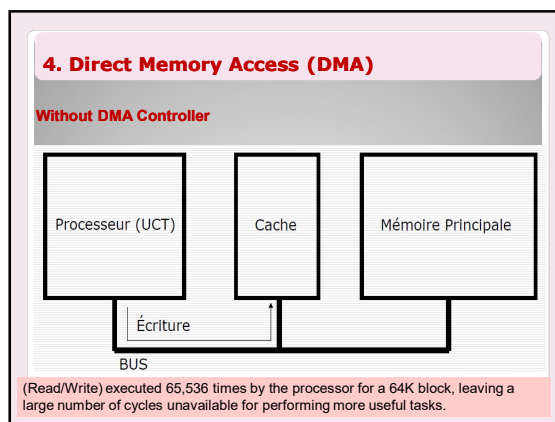 4. Direct Memory Access (DMA)
Without DMA Controller
Processeur (UCT)
Cache
Mémoire Principale
Écriture
BUS
(Read/Write) executed 65,536 times by the processor for a 64K block, leaving a
large number of cycles unavailable for performing more useful tasks.